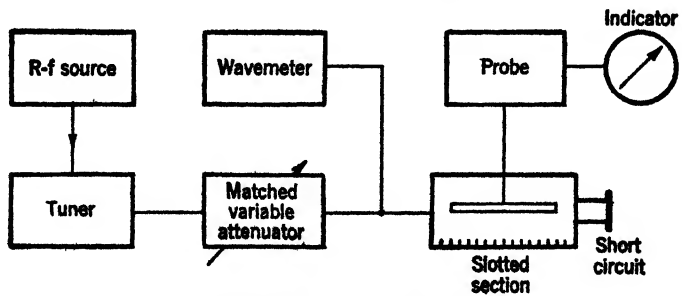 Indicator
R-f source
Wavemeter
Probe
Tuner
Matched
variable
attenuator
Short
circuit
Slotted
section